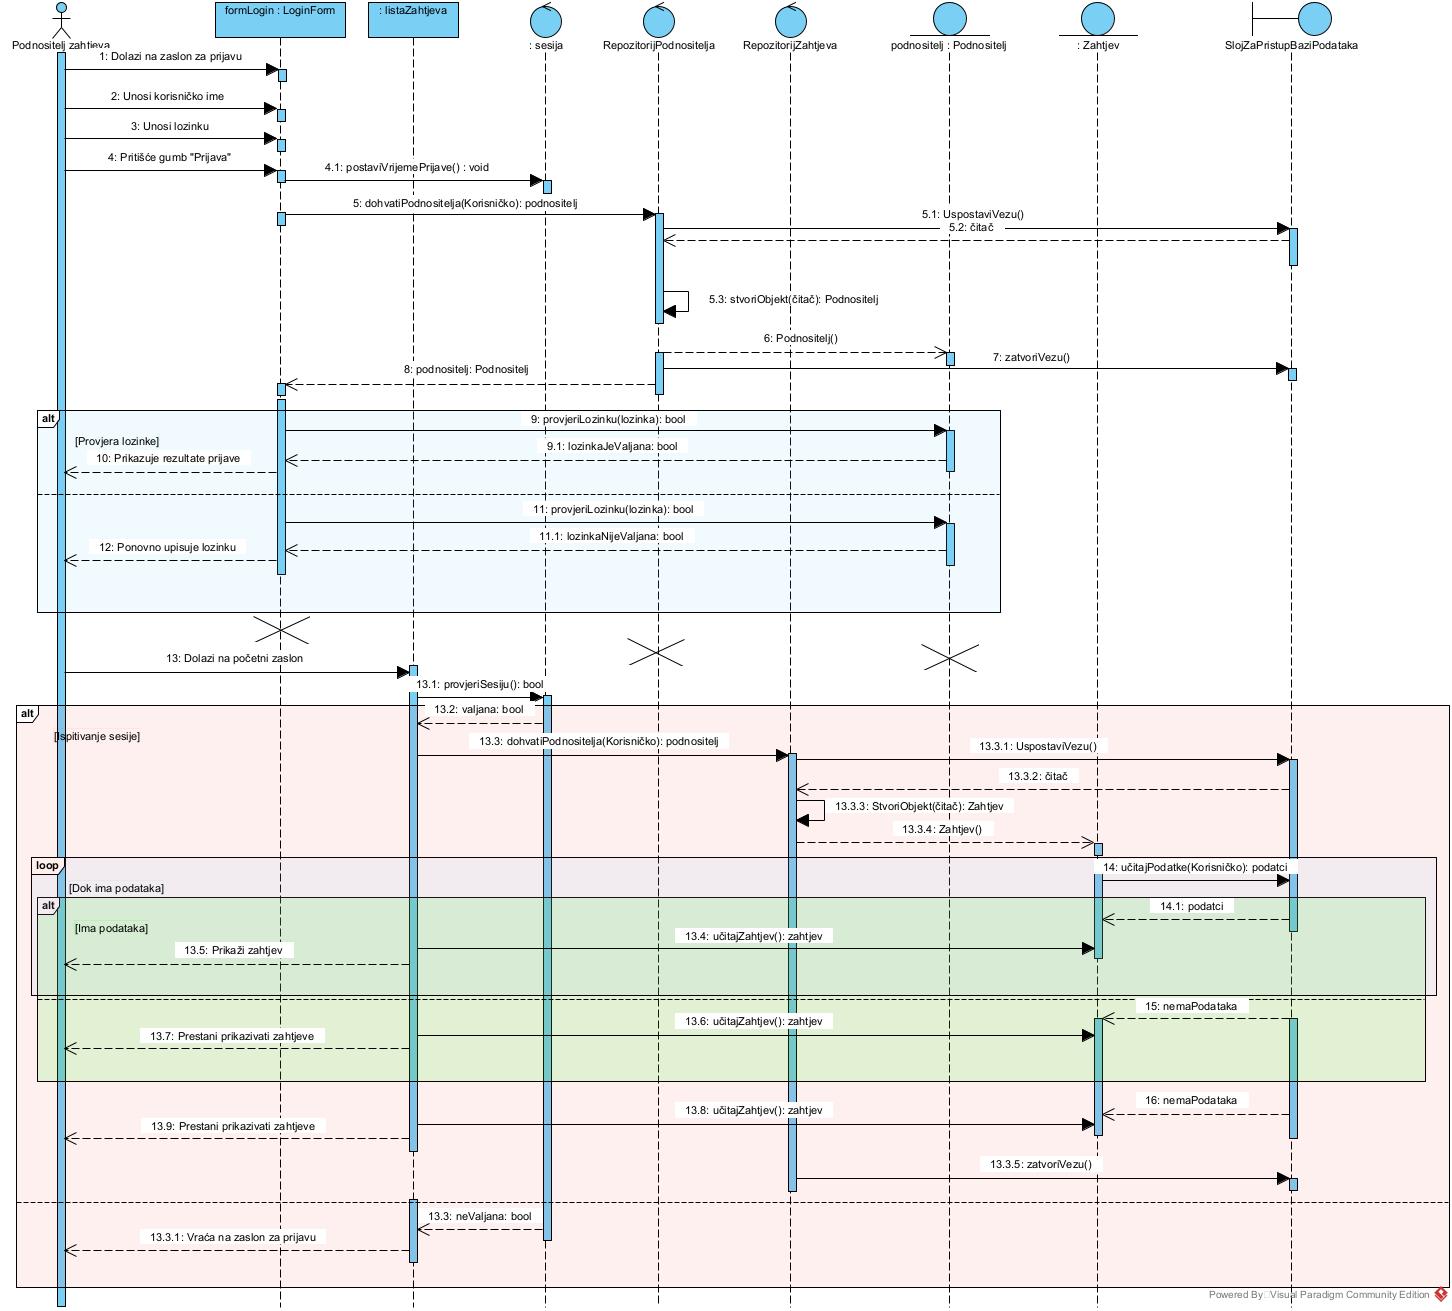 formLogin : LoginForm
: listaZahtjeva
Podnositelj zahtjeva
: sesija
RepozitorijPodnositelja
RepozitorijZahtjeva
podnositelj : Podnositelj
: Zahtjev
SlojZaPristupBaziPodataka
1: Dolazi na zaslon za prijavu
2: Unosi korisničko ime
3: Unosi lozinku
4: Pritišće gumb "Prijava"
4.1: postaviVrijemePrijave() : void
5: dohvatiPodnositelja(Korisničko): podnositelj
5.1: UspostaviVezu()
5.2: čitač
5.3: stvoriObjekt(čitač): Podnositelj
6: Podnositelj()
7: zatvoriVezu()
8: podnositelj: Podnositelj
alt
9: provjeriLozinku(lozinka): bool
[Provjera lozinke]
9.1: lozinkaJeValjana: bool
10: Prikazuje rezultate prijave
11: provjeriLozinku(lozinka): bool
11.1: lozinkaNijeValjana: bool
12: Ponovno upisuje lozinku
13: Dolazi na početni zaslon
13.1: provjeriSesiju(): bool
alt
13.2: valjana: bool
[Ispitivanje sesije]
13.3: dohvatiPodnositelja(Korisničko): podnositelj
13.3.1: UspostaviVezu()
13.3.2: čitač
13.3.3: StvoriObjekt(čitač): Zahtjev
13.3.4: Zahtjev()
loop
14: učitajPodatke(Korisničko): podatci
[Dok ima podataka]
alt
14.1: podatci
[Ima podataka]
13.4: učitajZahtjev(): zahtjev
13.5: Prikaži zahtjev
15: nemaPodataka
13.6: učitajZahtjev(): zahtjev
13.7: Prestani prikazivati zahtjeve
16: nemaPodataka
13.8: učitajZahtjev(): zahtjev
13.9: Prestani prikazivati zahtjeve
13.3.5: zatvoriVezu()
13.3: neValjana: bool
13.3.1: Vraća na zaslon za prijavu
Powered By Visual Paradigm Community Edition